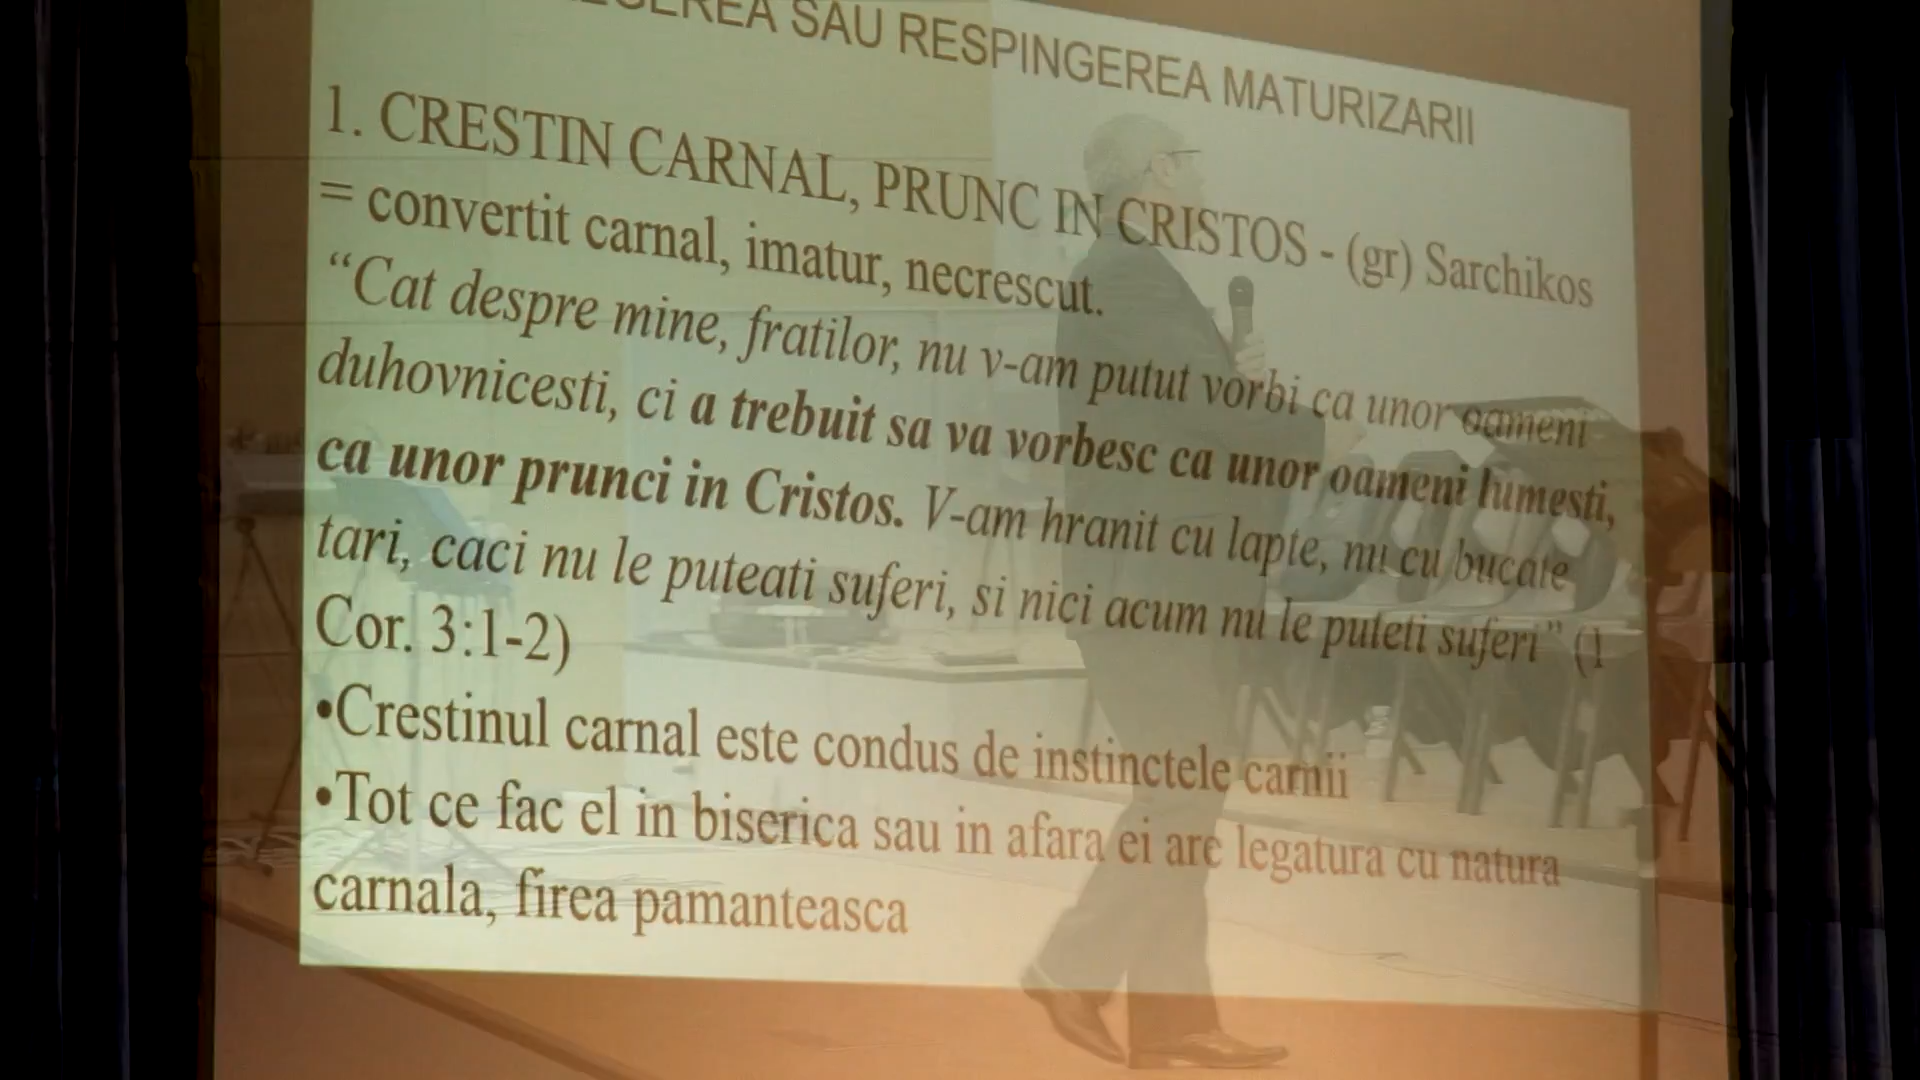 SAU RESPINGEREA MATURIZARII
1. CRESTIN CARNAL, PRUNC IN CRISTOS - (gr) Sarchikos
= convertit carnal, imatur, necrescut.
“Cat despre mine, fratilor, nu v-am putut vorbi ca unor oameni
duhovnicesti, ci a trebuit sa va vorbesc ca unor oameni lumesti,
ca unor prunci in Cristos. V-am hranit cu lapte, nu cu bucate
tari, caci nu le puteati suferi, si nici acum nu le puteti suferi” (1
Cor. 3:1-2)
•Crestinul carnal este condus de instinctele carnii
•Tot ce fac el in biserica sau in afara ei are legatura cu natura
carnala, firea pamanteasca